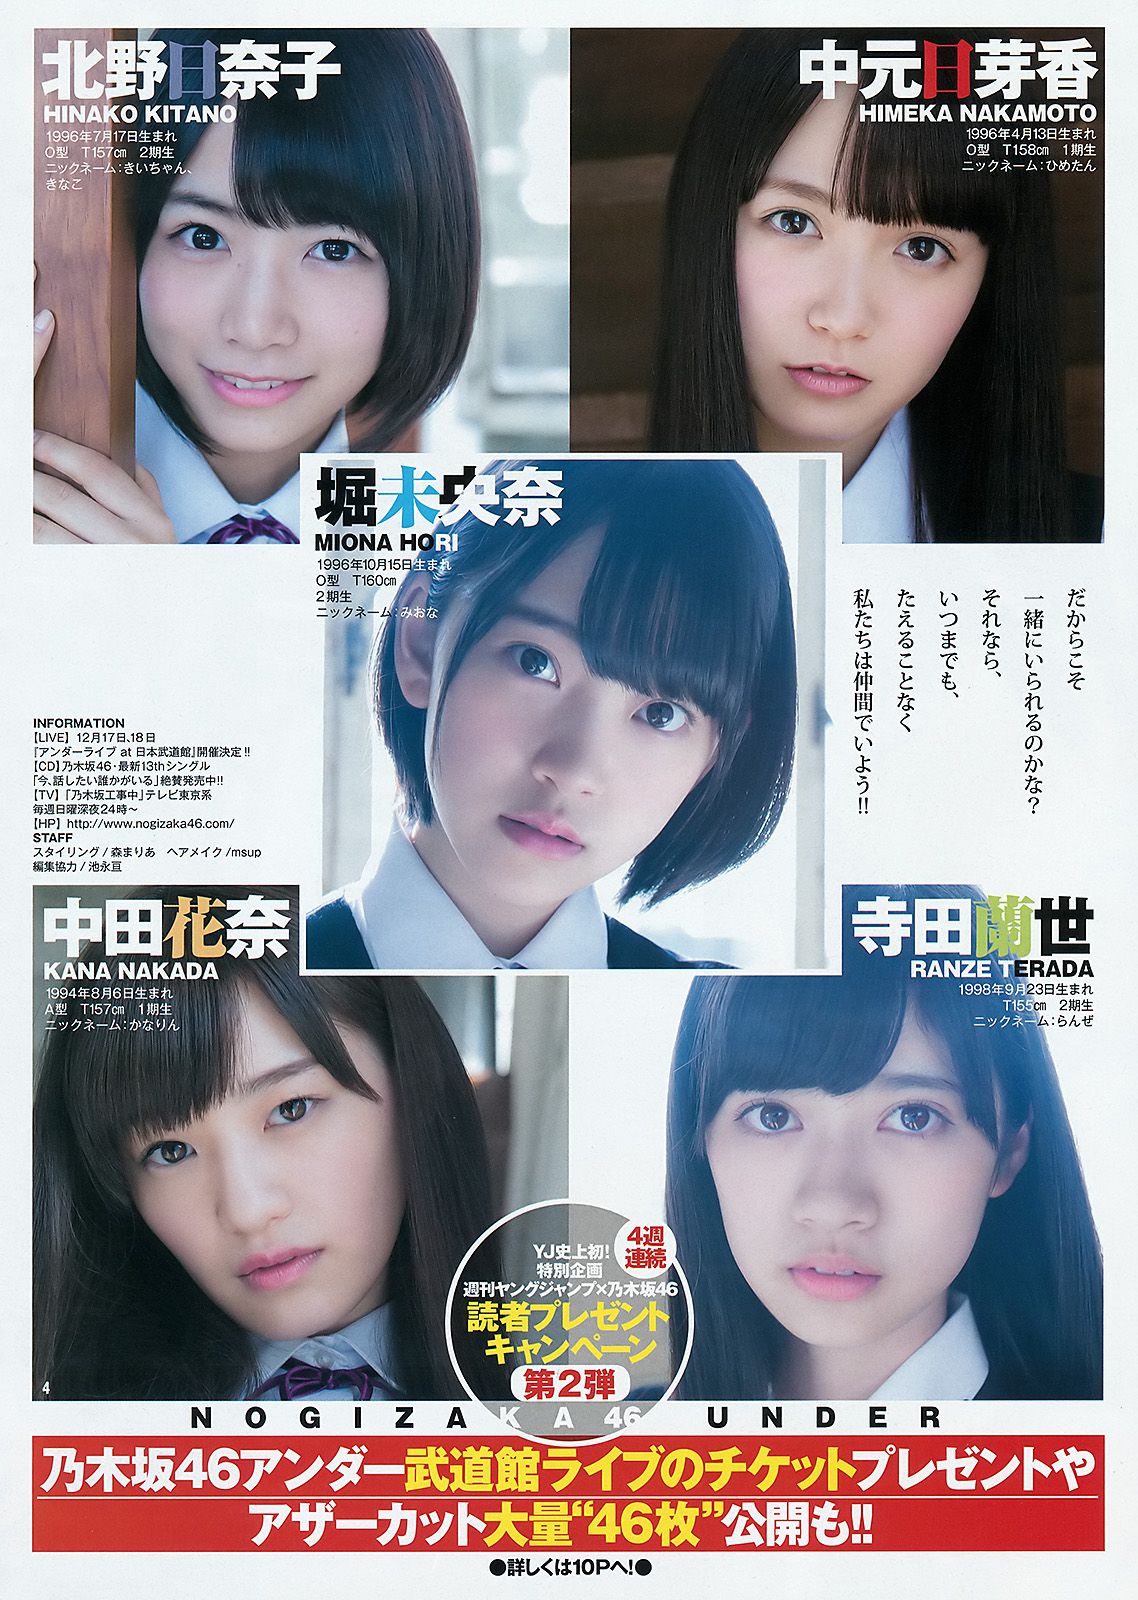 北野日奈子
HINAKO KITANO
1996年7月17日生まれ
O型 T157㎝ 2期生
ニックネーム：きいちゃん、
きなこ
中元日芽香
HIMEKA NAKAMOTO
1996年4月13日生まれ
O型 T158㎝ 1期生
ニックネーム：ひめたん
堀未央奈
MIONA HORI
1996年10月15日生まれ
O型 T160㎝
2期生
ニックネーム：みおな
だからこそ
一緒にいられるのかな？
それなら、
いつまでも、
たえることなく
私たちは仲間でいよう!!
INFORMATION
【LIVE】12月17日、18日
『アンダーライブ at 日本武道館』開催決定!!
【CD】乃木坂46・最新13thシングル
「今、話したい誰かがいる」絶賛発売中!!
【TV】「乃木坂工事中」テレビ東京系
毎週日曜深夜24時〜
【HP】http://www.nogizaka46.com/
STAFF
スタイリング/森まりあ ヘアメイク/msup
編集協力/池永亘
中田花奈
KANA NAKADA
1994年8月6日生まれ
A型 T157㎝ 1期生
ニックネーム：かなりん
寺田蘭世
RANZE TERADA
1998年9月23日生まれ
T155㎝ 2期生
ニックネーム：らんぜ
4週
連続
YJ史上初！
特別企画
週刊ヤングジャンプ×乃木坂46
読者プレゼント
キャンペーン
第2弾
4
NOGIZAKA46 UNDER
乃木坂46アンダー武道館ライブのチケットプレゼントや
アザーカット大量“46枚”公開も!!
●詳しくは10Pへ！●